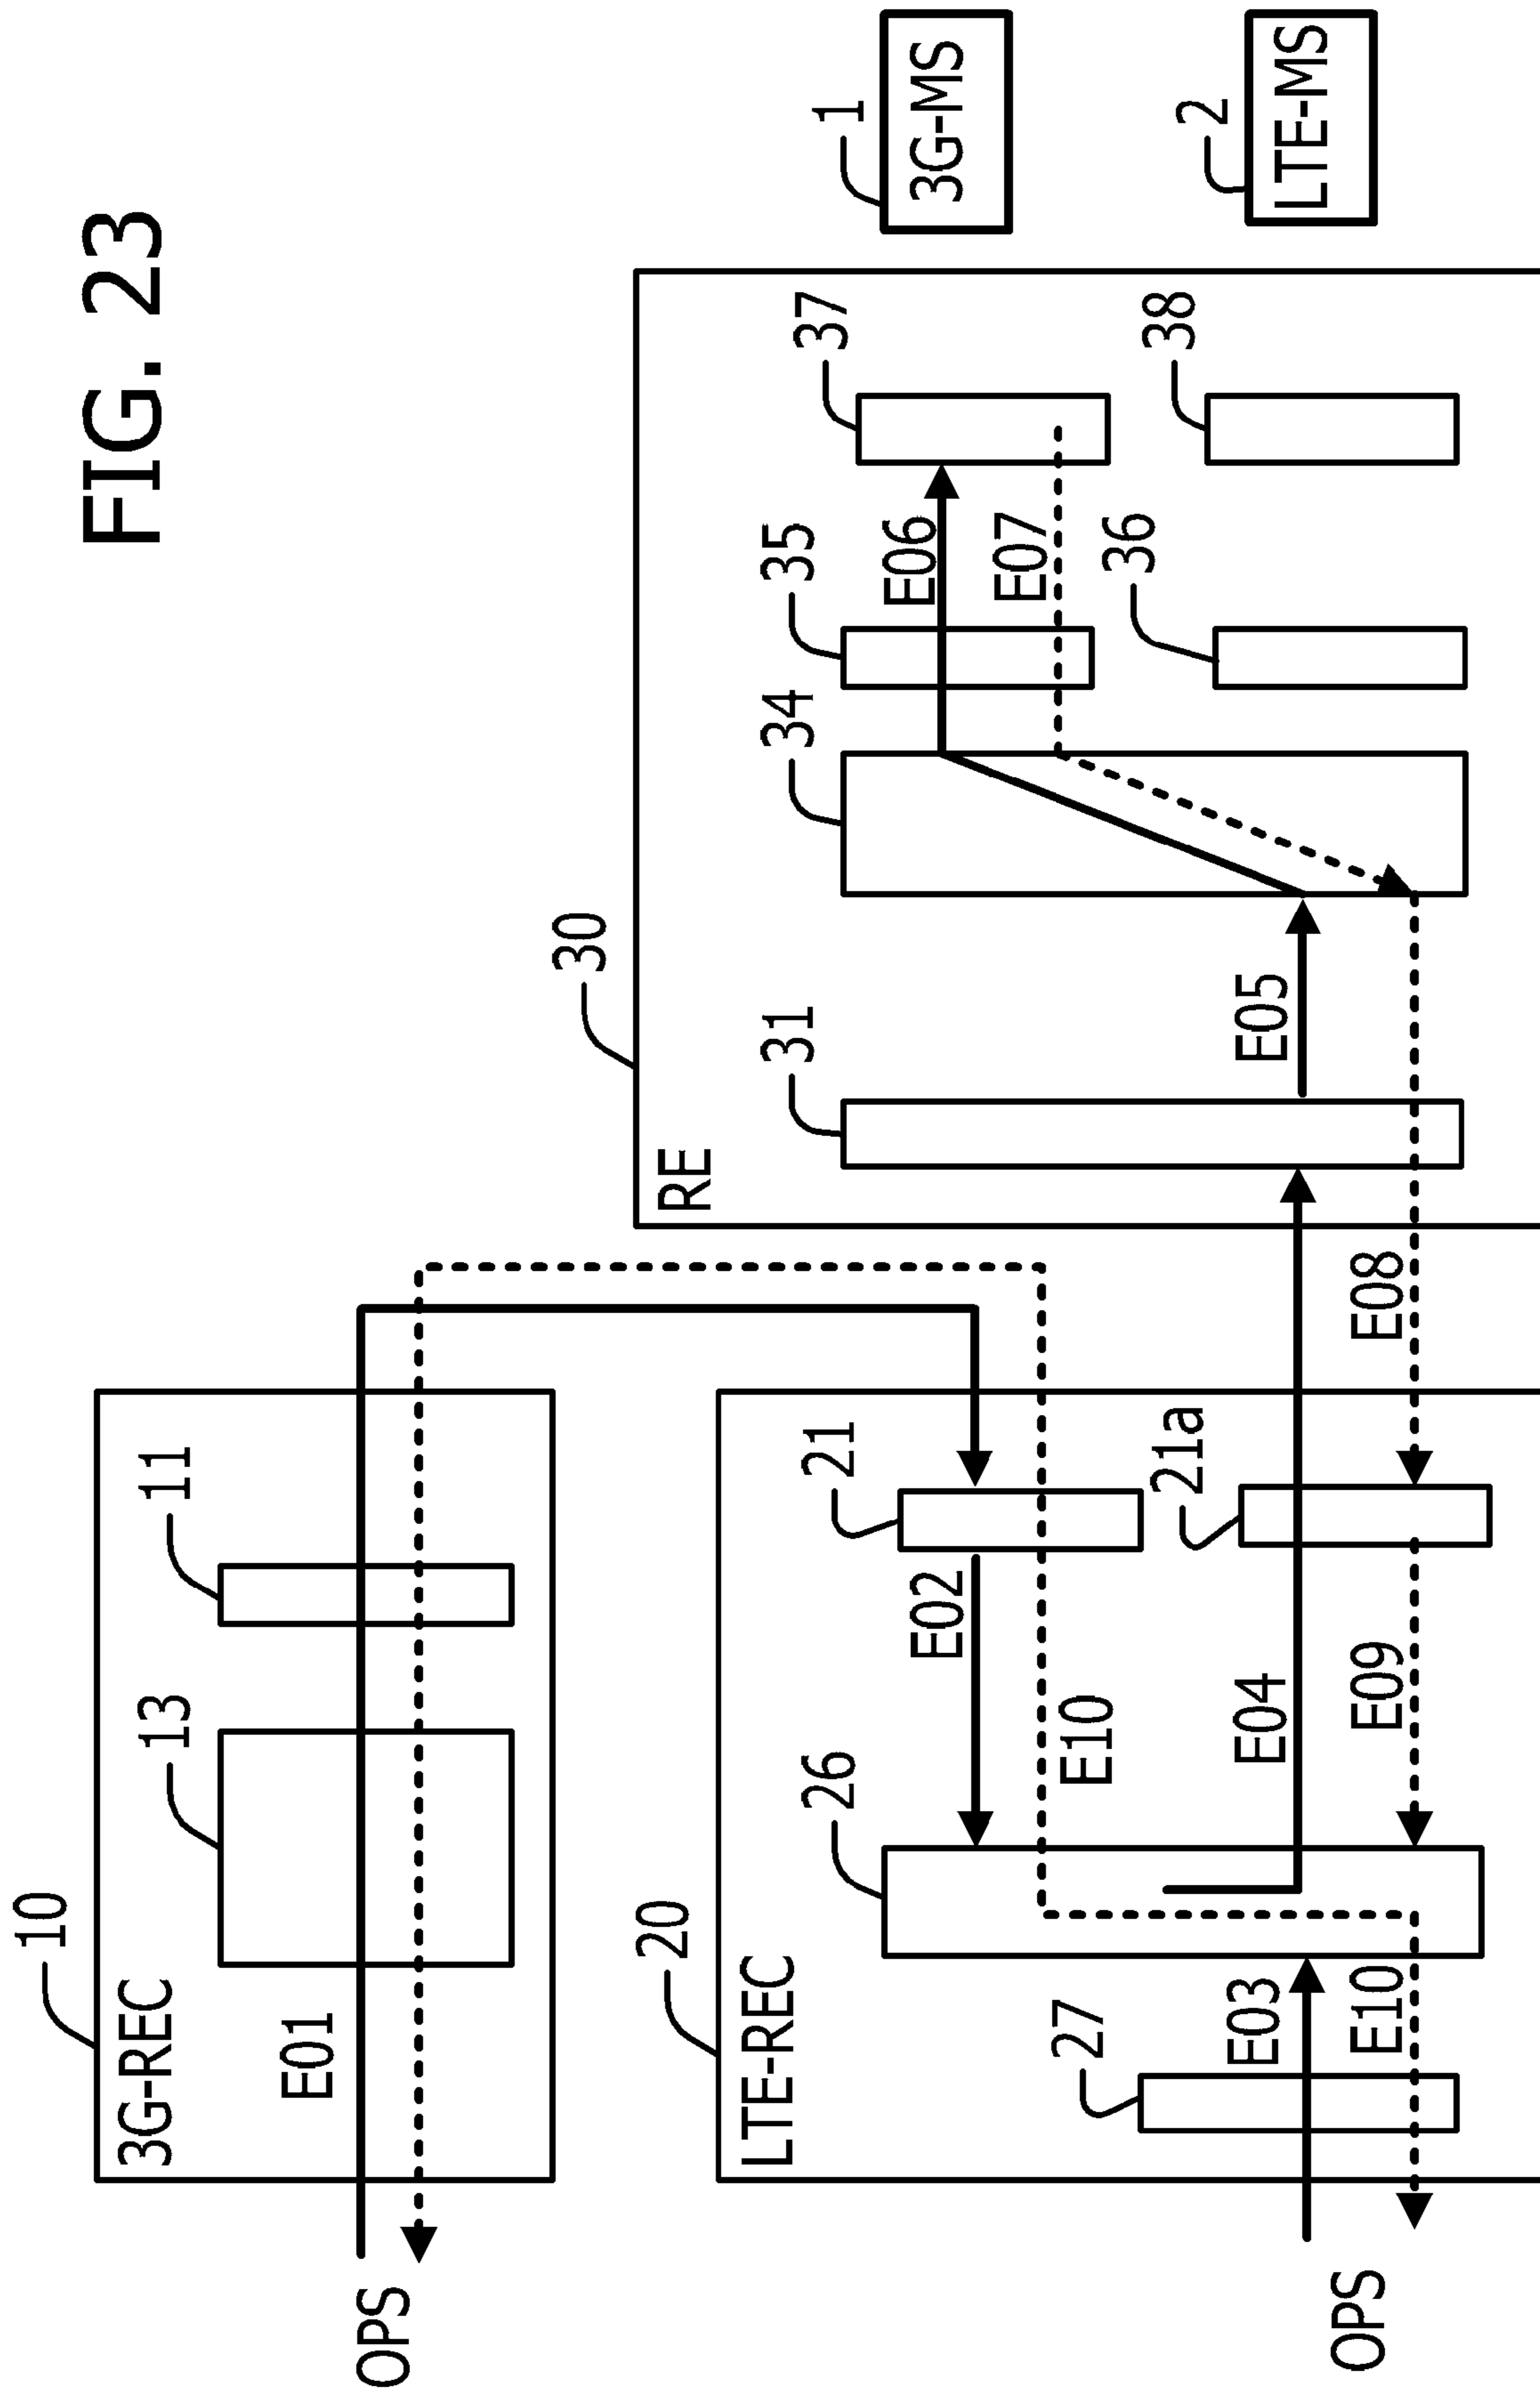 FIG. 23
10
3G-REC
13
11
E01
OPS
30
RE
31
34
35
37
E06
E07
36
38
E05
1
3G-MS
2
LTE-MS
20
LTE-REC
26
21
E02
E10
21a
27
E03
E04
E08
E10
E09
OPS